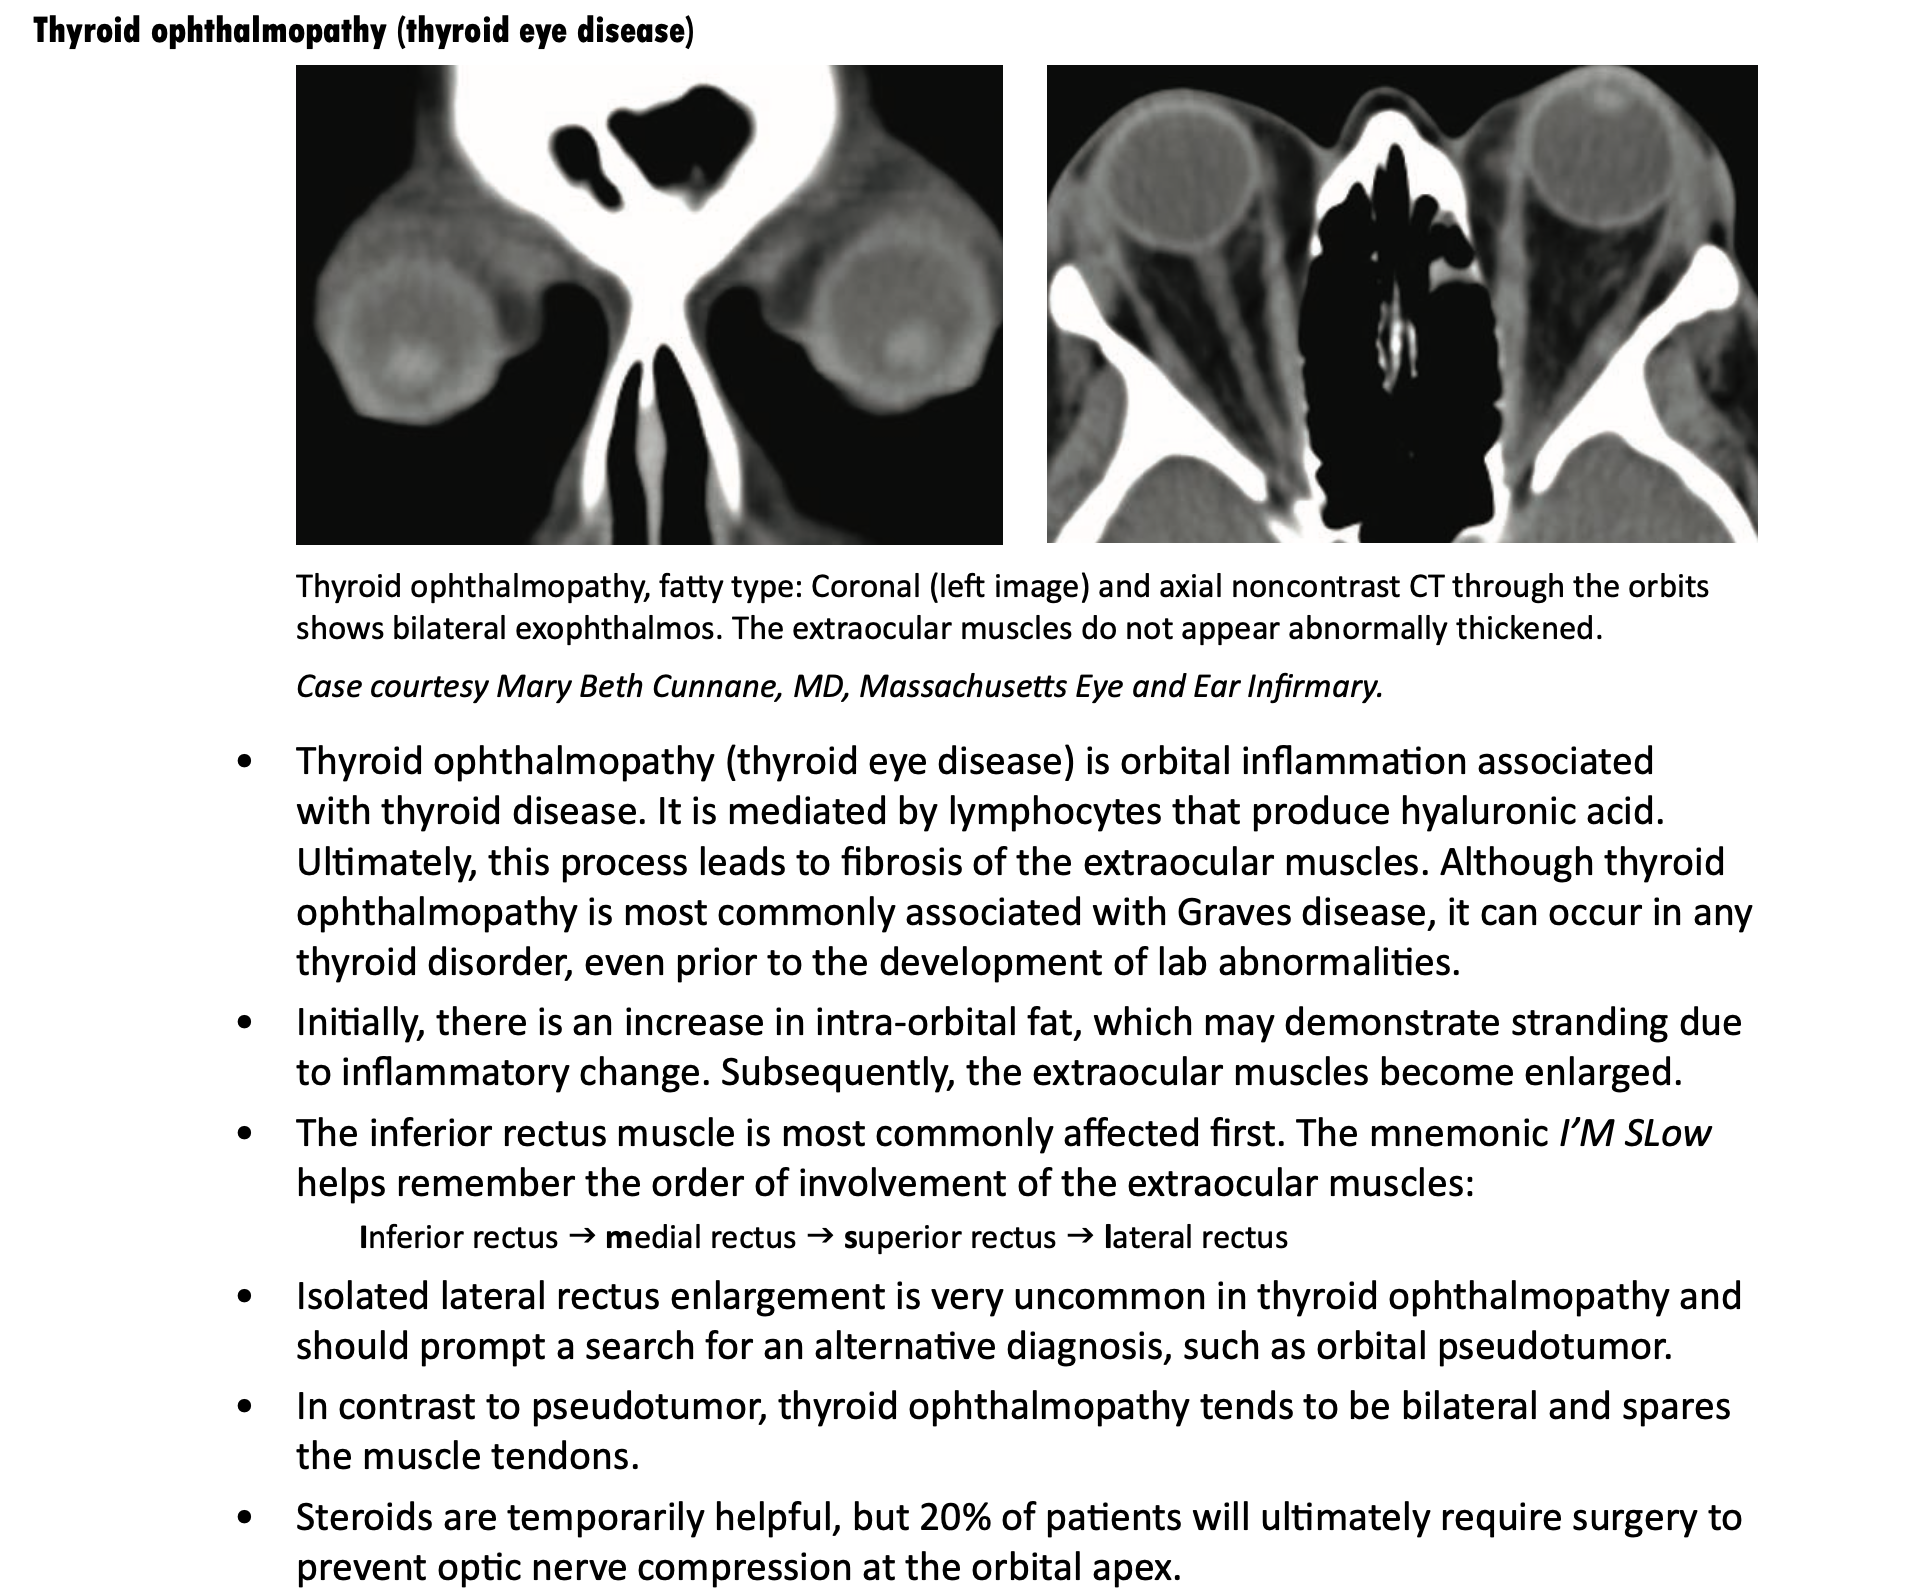 Thyroid ophthalmopathy (thyroid eye disease)
Thyroid ophthalmopathy, fatty type: Coronal (left image) and axial noncontrast CT through the orbits
shows bilateral exophthalmos. The extraocular muscles do not appear abnormally thickened.
Case courtesy Mary Beth Cunnane, MD, Massachusetts Eye and Ear Infirmary.
• Thyroid ophthalmopathy (thyroid eye disease) is orbital inflammation associated
with thyroid disease. It is mediated by lymphocytes that produce hyaluronic acid.
Ultimately, this process leads to fibrosis of the extraocular muscles. Although thyroid
ophthalmopathy is most commonly associated with Graves disease, it can occur in any
thyroid disorder, even prior to the development of lab abnormalities.
• Initially, there is an increase in intra-orbital fat, which may demonstrate stranding due
to inflammatory change. Subsequently, the extraocular muscles become enlarged.
• The inferior rectus muscle is most commonly affected first. The mnemonic I’M SLow
helps remember the order of involvement of the extraocular muscles:
Inferior rectus → medial rectus → superior rectus → lateral rectus
• Isolated lateral rectus enlargement is very uncommon in thyroid ophthalmopathy and
should prompt a search for an alternative diagnosis, such as orbital pseudotumor.
• In contrast to pseudotumor, thyroid ophthalmopathy tends to be bilateral and spares
the muscle tendons.
• Steroids are temporarily helpful, but 20% of patients will ultimately require surgery to
prevent optic nerve compression at the orbital apex.